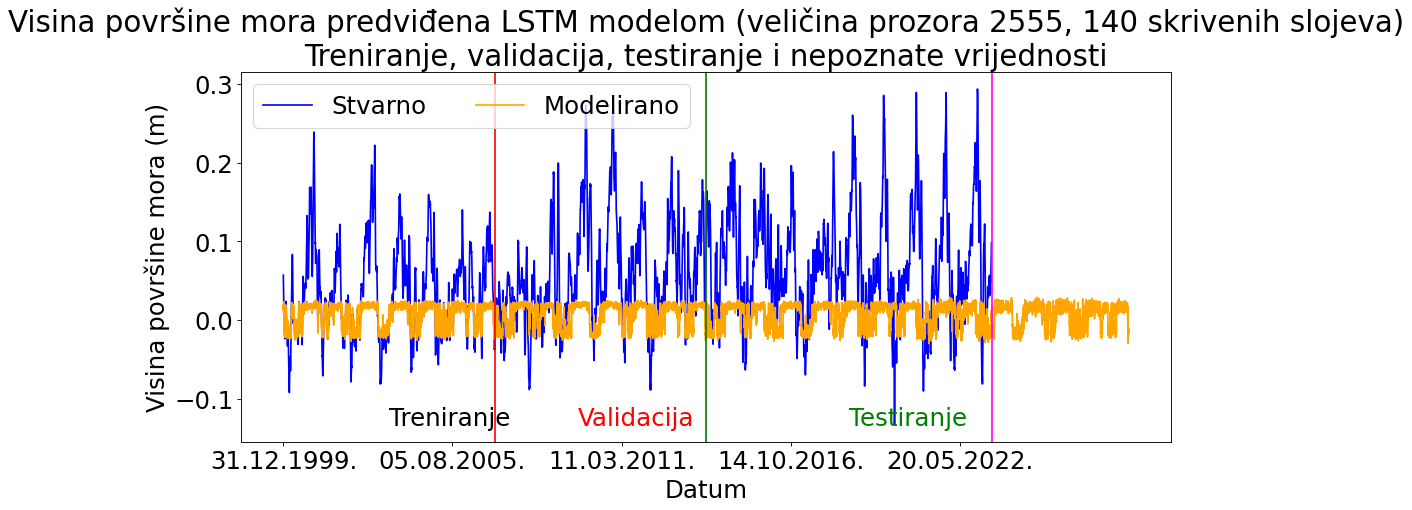 Visina površine mora predviđena LSTM modelom (veličina prozora 2555, 140 skrivenih slojeva)
Treniranje, validacija, testiranje i nepoznate vrijednosti
Stvarno Modelirano
Visina površine mora (m)
0.3
0.2
0.1
0.0
−0.1
Treniranje Validacija Testiranje
31.12.1999. 05.08.2005. 11.03.2011. 14.10.2016. 20.05.2022.
Datum